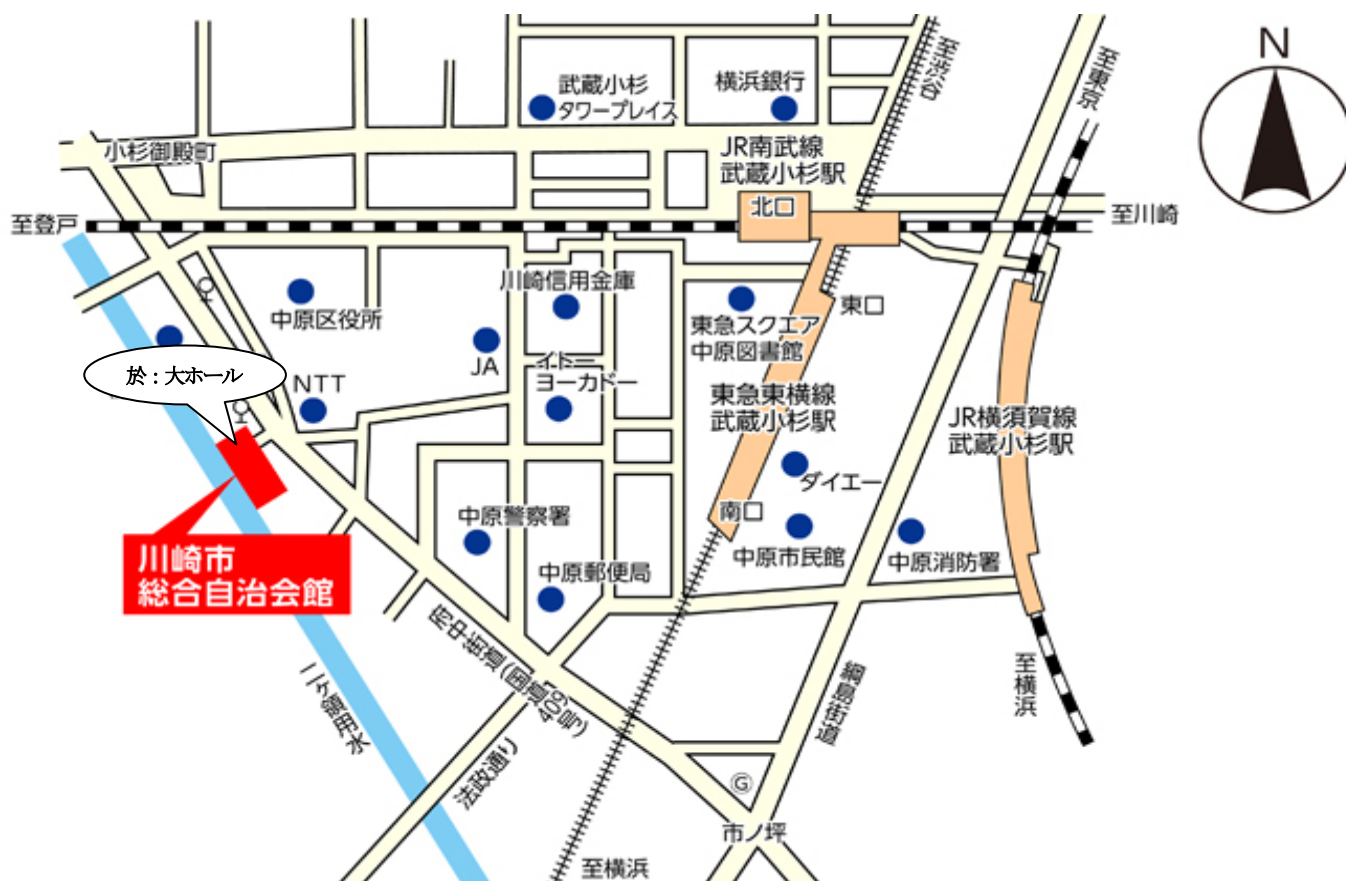 N
至渋谷
至東京
武蔵小杉
タワープレイス
横浜銀行
小杉御殿町
JR南武線
武蔵小杉駅
北口
至登戸
至川崎
川崎信用金庫
中原区役所
東急スクエア
中原図書館
東口
JA
イトー
ヨーカドー
於：大ホール
NTT
東急東横線
武蔵小杉駅
JR横須賀線
武蔵小杉駅
ダイエー
南口
中原警察署
中原市民館
中原消防署
川崎市
総合自治会館
中原郵便局
府中街道(国道
409号)
二ケ領用水
綱島街道
至横浜
法政通り
G
市ノ坪
至横浜